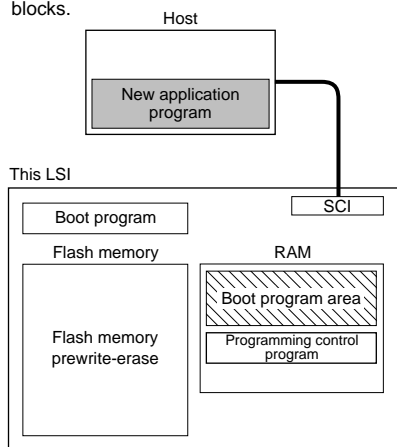 blocks.
Host
New application
program
This LSI
SCI
Boot program
Flash memory
RAM
Boot program area
Flash memory
prewrite-erase
Programming control
program